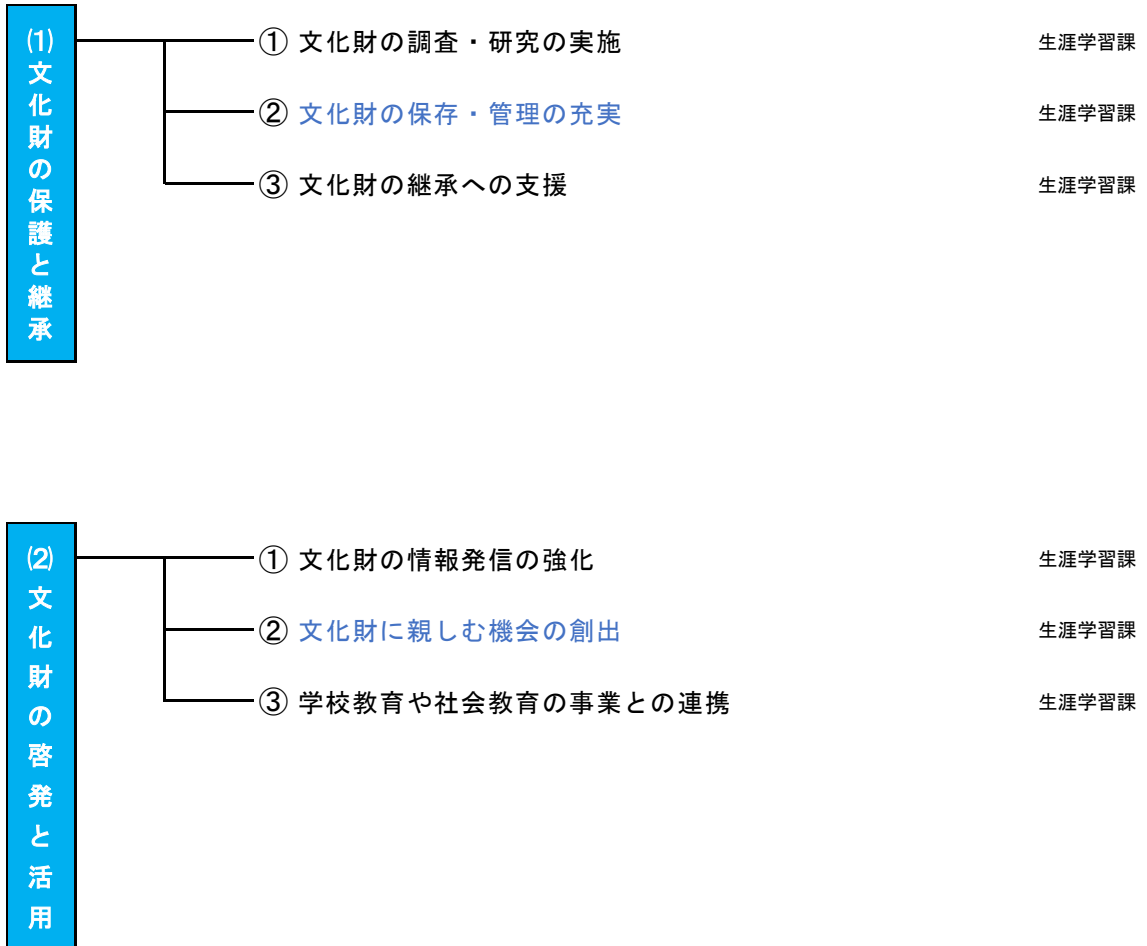 ⑴文化財の保護と継承
① 文化財の調査・研究の実施 生涯学習課
② 文化財の保存・管理の充実 生涯学習課
③ 文化財の継承への支援 生涯学習課
⑵文化財の啓発と活用
① 文化財の情報発信の強化 生涯学習課
② 文化財に親しむ機会の創出 生涯学習課
③ 学校教育や社会教育の事業との連携 生涯学習課